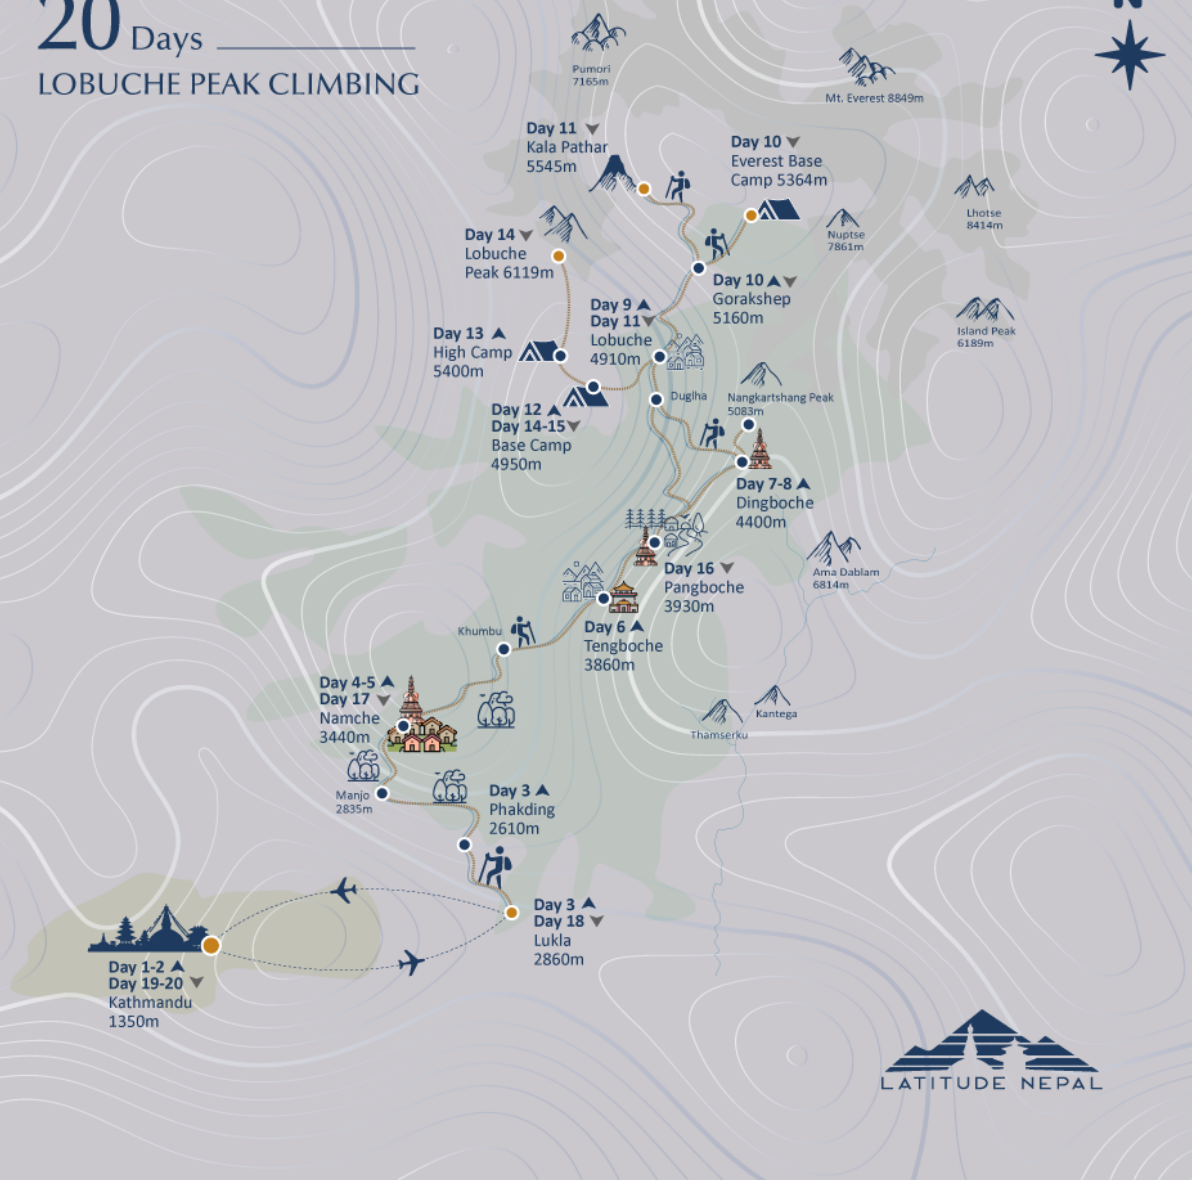 N
20 Days
LOBUCHE PEAK CLIMBING
Pumori
7165m
Mt. Everest 8849m
Day 11
Kala Pathar
5545m
Day 10
Everest Base
Camp 5364m
Lhotse
8414m
Nuptse
7861m
Day 14
Lobuche
Peak 6119m
Day 10
Gorakshep
5160m
Island Peak
6189m
Day 9
Day 11
Lobuche
4910m
Day 13
High Camp
5400m
Duglha
Nangkartshang Peak
5083m
Day 12
Day 14-15
Base Camp
4950m
Day 7-8
Dingboche
4400m
Ama Dablam
6814m
Day 16
Pangboche
3930m
Day 6
Tengboche
3860m
Khumbu
Day 4-5
Day 17
Namche
3440m
Kantega
Thamserku
Manjo
2835m
Day 3
Phakding
2610m
Day 3
Day 18
Lukla
2860m
Day 1-2
Day 19-20
Kathmandu
1350m
LATITUDE NEPAL